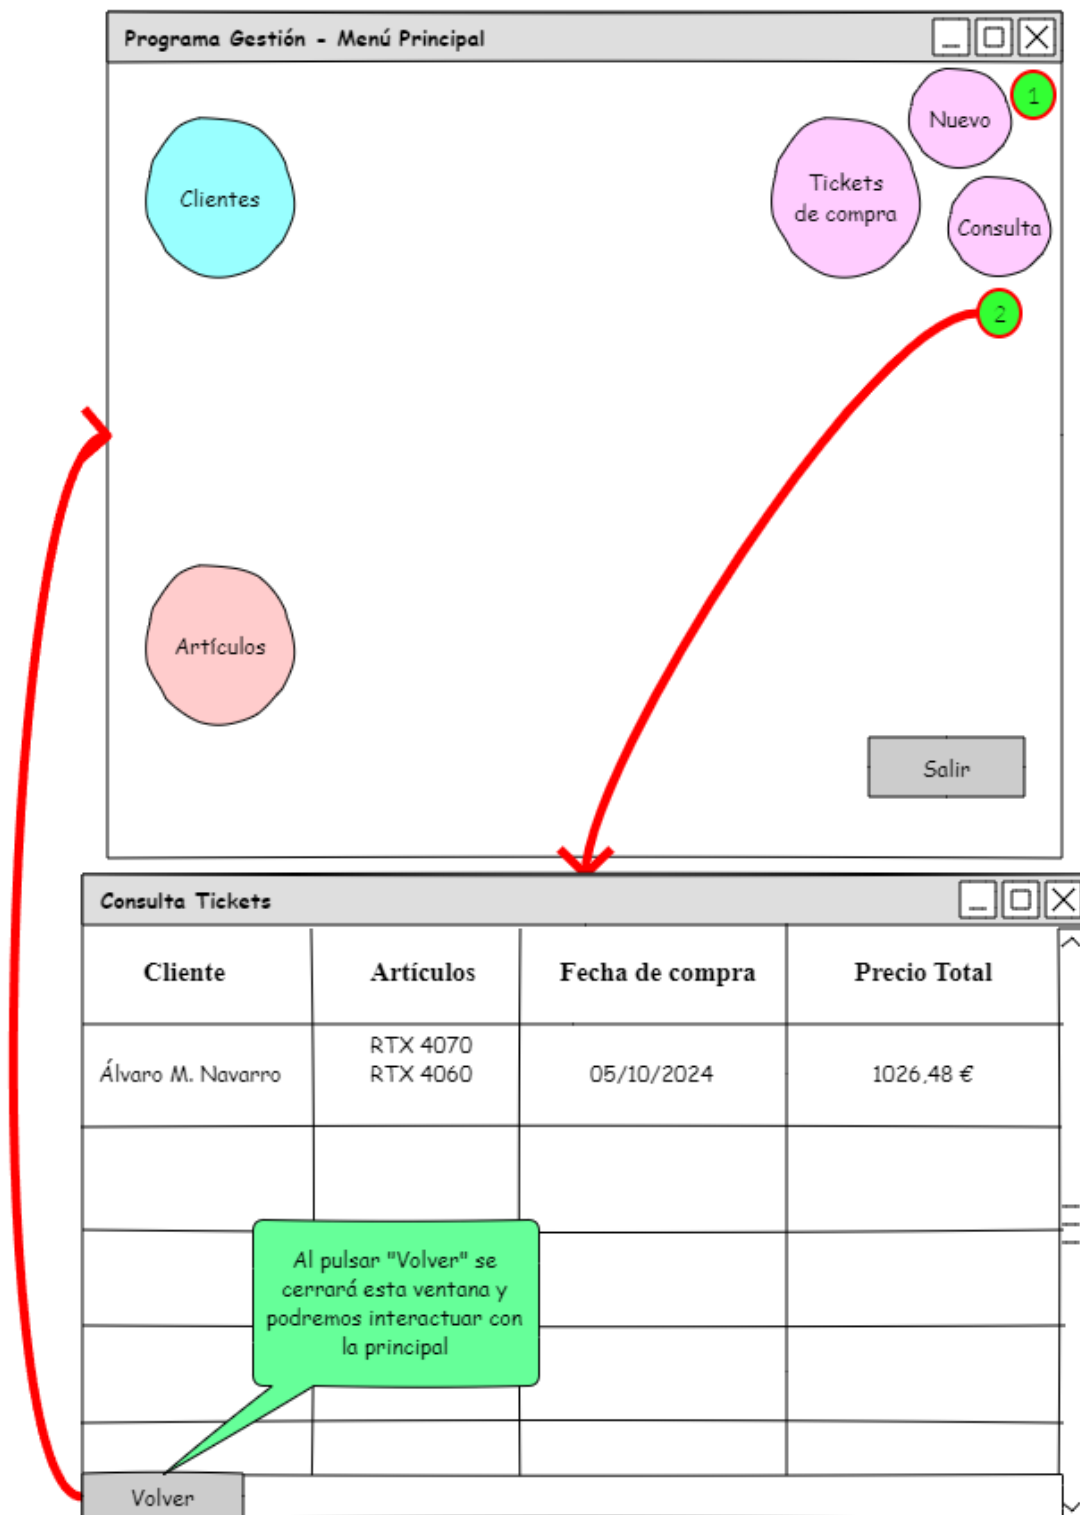 Programa Gestión - Menú Principal
Nuevo
1
Clientes
Tickets
de compra
Consulta
2
Artículos
Salir
Consulta Tickets
Cliente Artículos Fecha de compra Precio Total
RTX 4070
Álvaro M. Navarro RTX 4060 05/10/2024 1026,48 €
Al pulsar "Volver" se
cerrará esta ventana y
podremos interactuar con
la principal
Volver